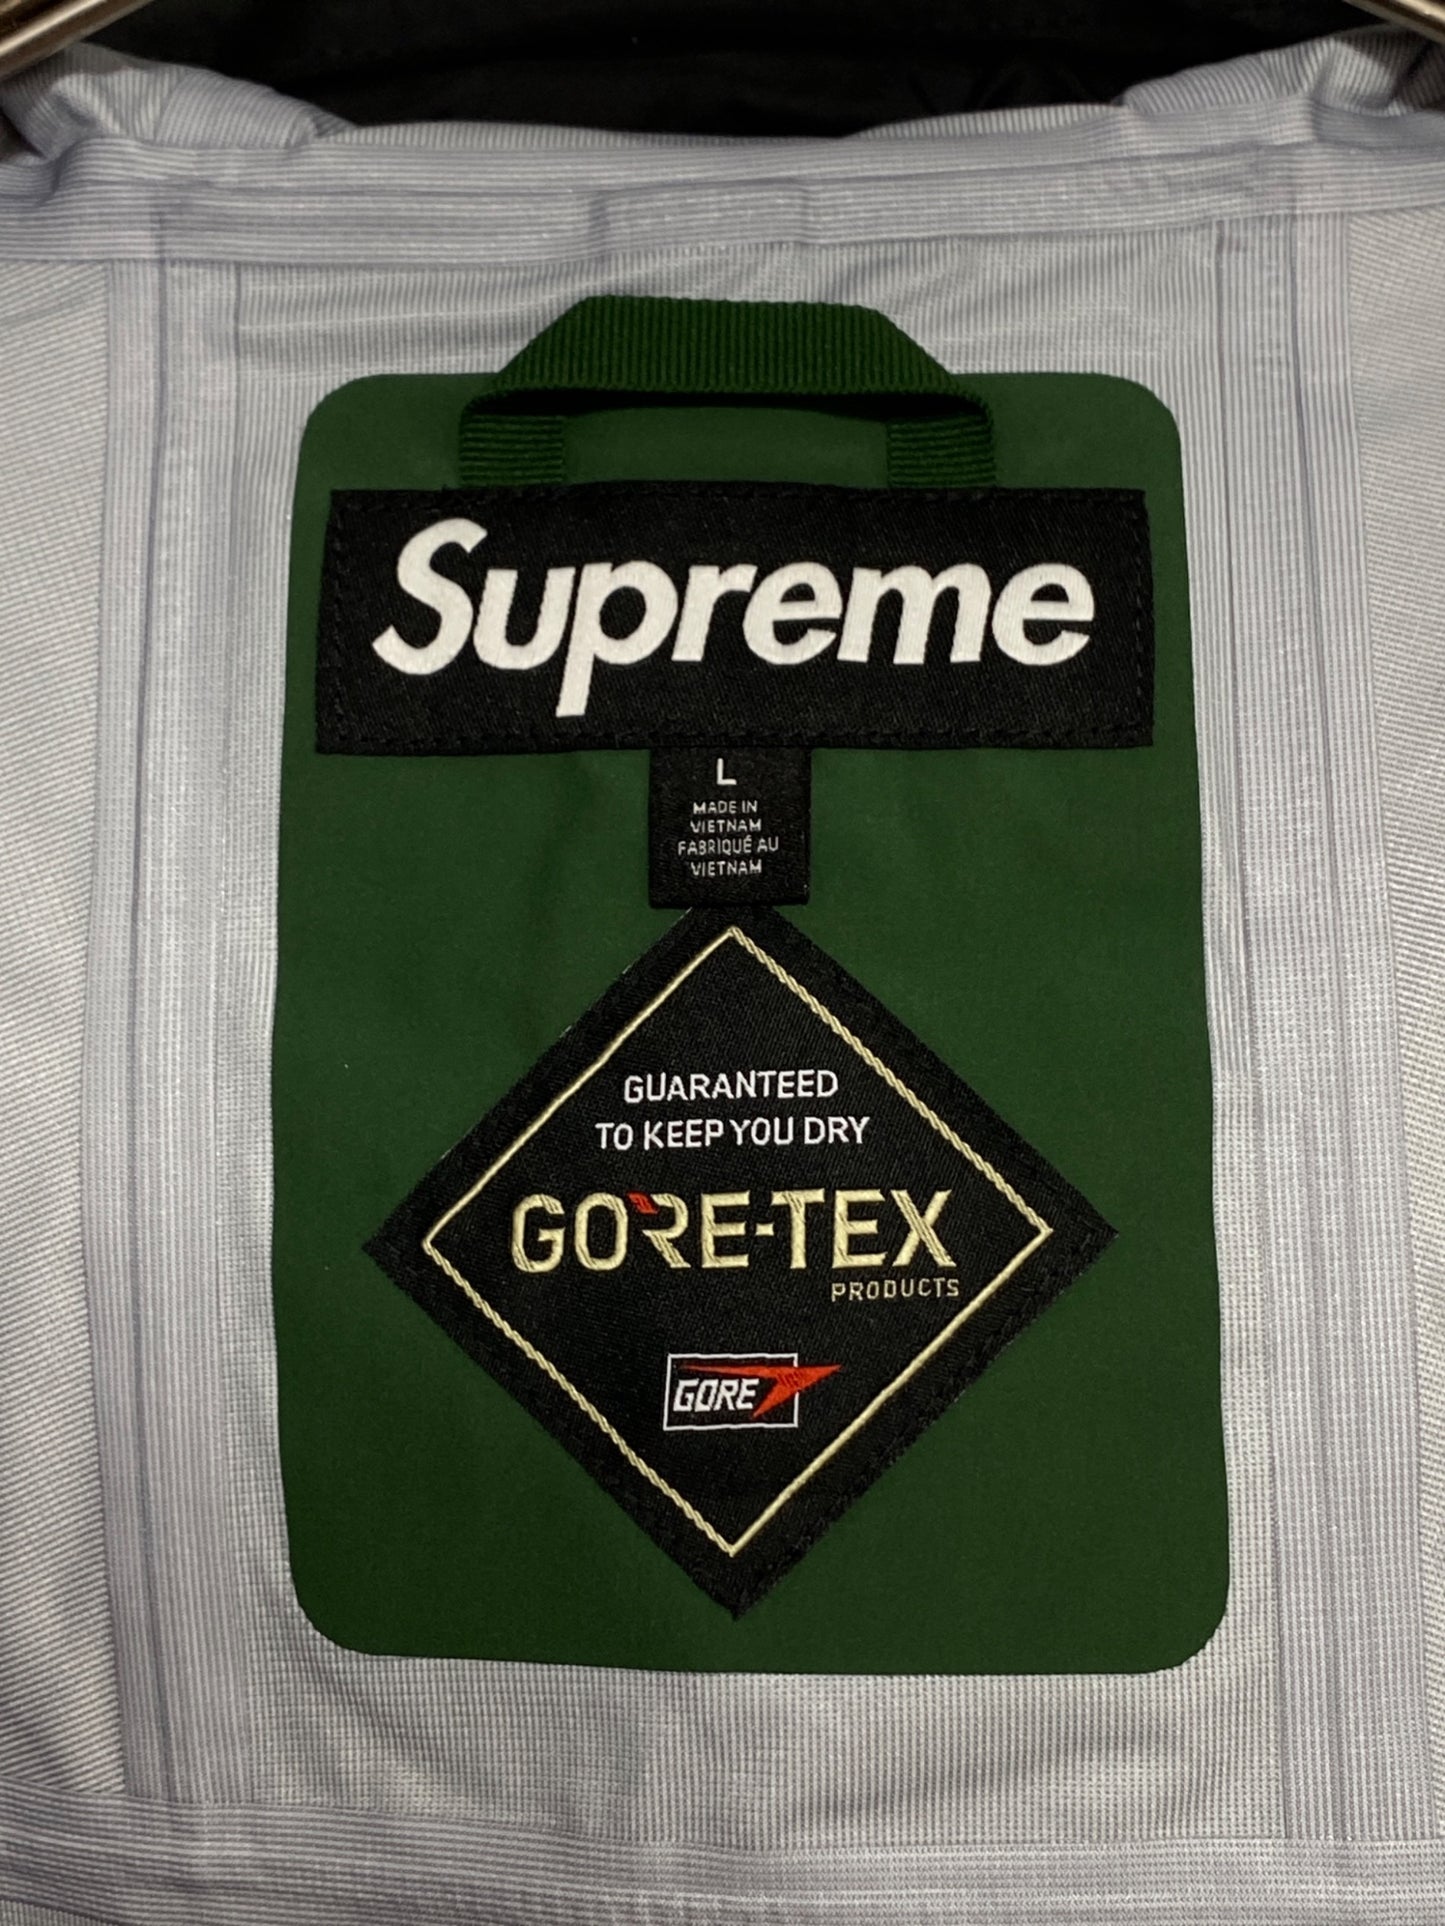 Supreme
L
MADE IN
VIETNAM
FABRIQUÉ AU
VIETNAM
GUARANTEED
TO KEEP YOU DRY
GORE-TEX
PRODUCTS
GORE